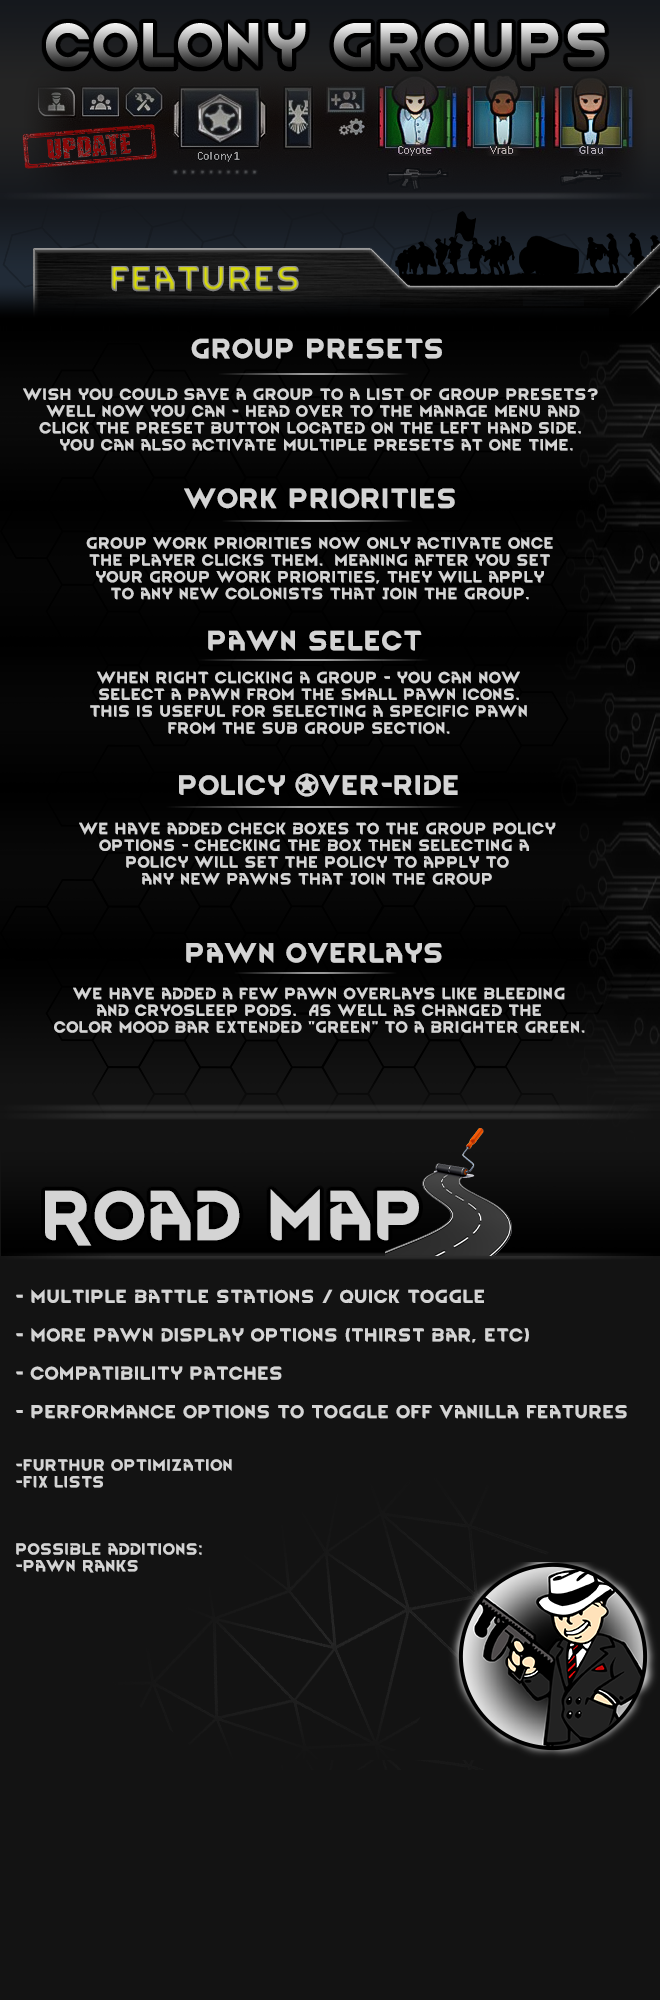 COLONY GROUPS
UPDATE
Colony1
Coyote
Vrab
Glau
FEATURES
GROUP PRESETS
WISH YOU COULD SAVE A GROUP TO A LIST OF GROUP PRESETS?
WELL NOW YOU CAN - HEAD OVER TO THE MANAGE MENU AND
CLICK THE PRESET BUTTON LOCATED ON THE LEFT HAND SIDE.
YOU CAN ALSO ACTIVATE MULTIPLE PRESETS AT ONE TIME.
WORK PRIORITIES
GROUP WORK PRIORITIES NOW ONLY ACTIVATE ONCE
THE PLAYER CLICKS THEM. MEANING AFTER YOU SET
YOUR GROUP WORK PRIORITIES, THEY WILL APPLY
TO ANY NEW COLONISTS THAT JOIN THE GROUP.
PAWN SELECT
WHEN RIGHT CLICKING A GROUP - YOU CAN NOW
SELECT A PAWN FROM THE SMALL PAWN ICONS.
THIS IS USEFUL FOR SELECTING A SPECIFIC PAWN
FROM THE SUB GROUP SECTION.
POLICY OVER-RIDE
WE HAVE ADDED CHECK BOXES TO THE GROUP POLICY
OPTIONS - CHECKING THE BOX THEN SELECTING A
POLICY WILL SET THE POLICY TO APPLY TO
ANY NEW PAWNS THAT JOIN THE GROUP
PAWN OVERLAYS
WE HAVE ADDED A FEW PAWN OVERLAYS LIKE BLEEDING
AND CRYOSLEEP PODS. AS WELL AS CHANGED THE
COLOR MOOD BAR EXTENDED "GREEN" TO A BRIGHTER GREEN.
ROAD MAP
- MULTIPLE BATTLE STATIONS / QUICK TOGGLE
- MORE PAWN DISPLAY OPTIONS (THIRST BAR, ETC)
- COMPATIBILITY PATCHES
- PERFORMANCE OPTIONS TO TOGGLE OFF VANILLA FEATURES
-FURTHUR OPTIMIZATION
-FIX LISTS
POSSIBLE ADDITIONS:
-PAWN RANKS